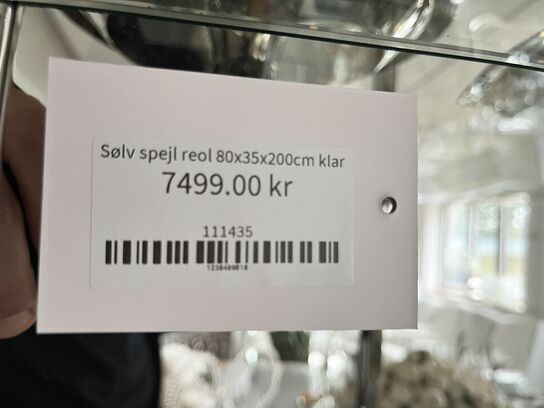 Sølv spejl reol 80x35x200cm klar
7499.00 kr
111435